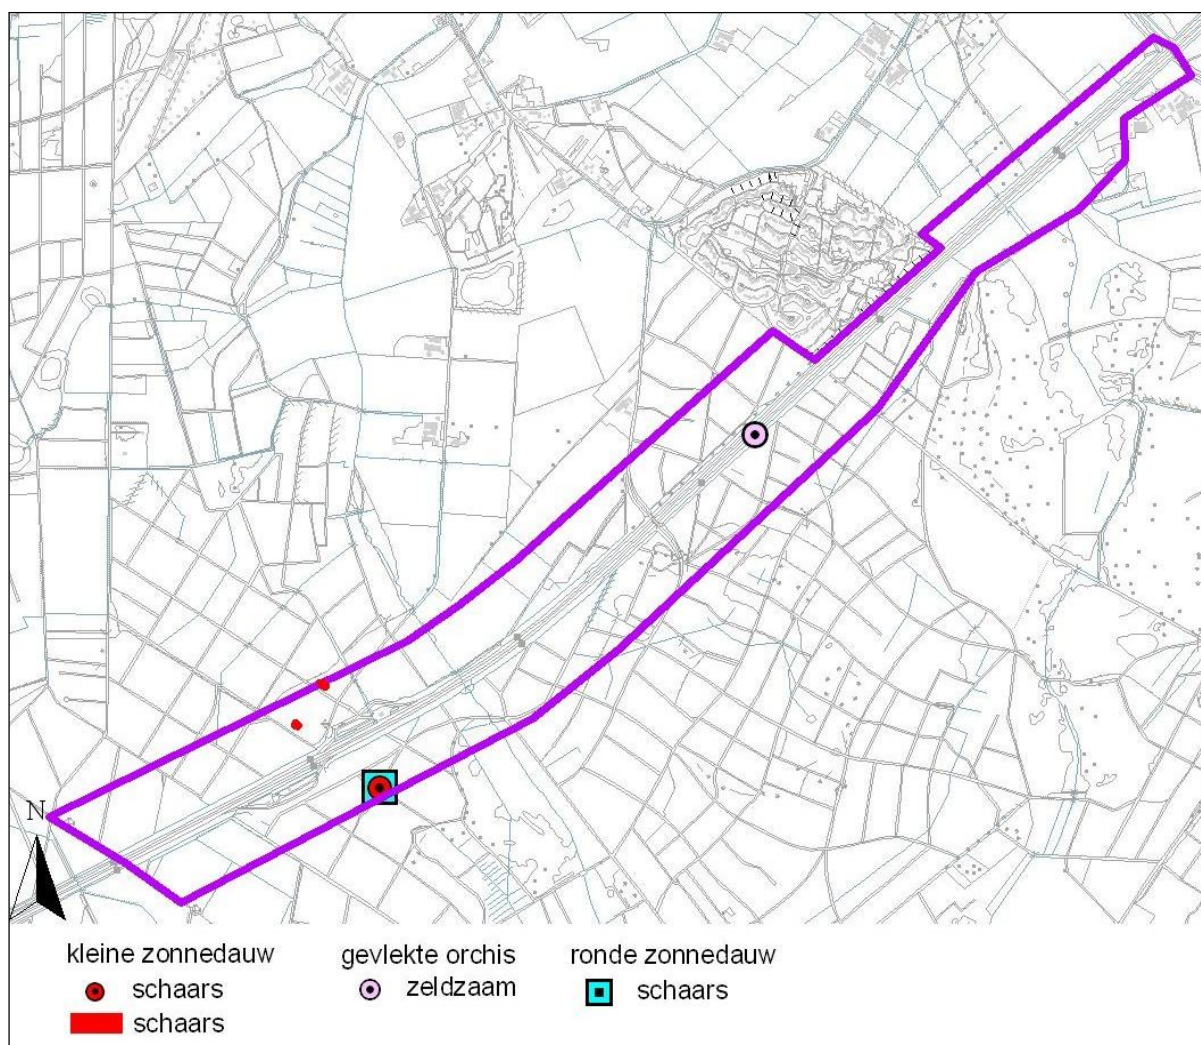 N
kleine zonnedauw gevlekte orchis ronde zonnedauw
schaars zeldzaam schaars
schaars